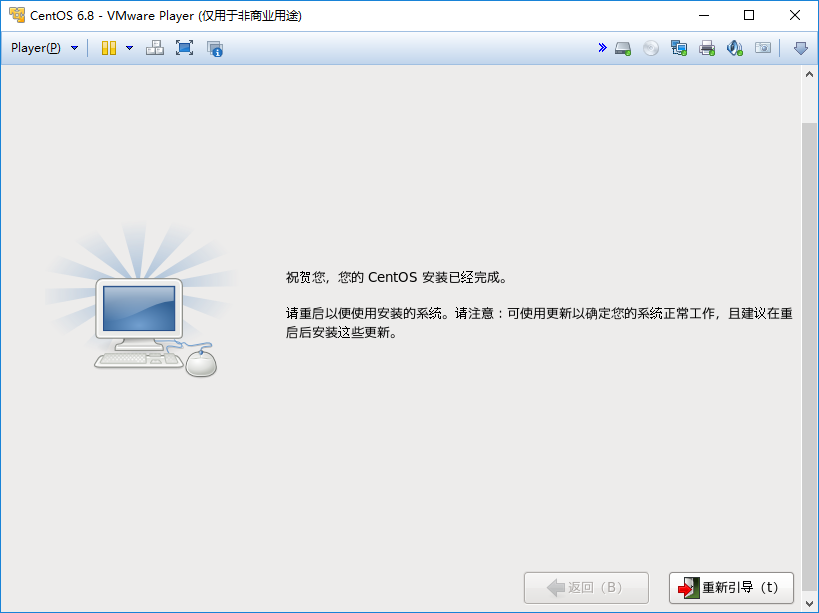 CentOS 6.8 - VMware Player (仅用于非商业用途)
Player(P)
祝贺您，您的 CentOS 安装已经完成。
请重启以便使用安装的系统。请注意：可使用更新以确定您的系统正常工作，且建议在重
启后安装这些更新。
返回（B）
重新引导（t）